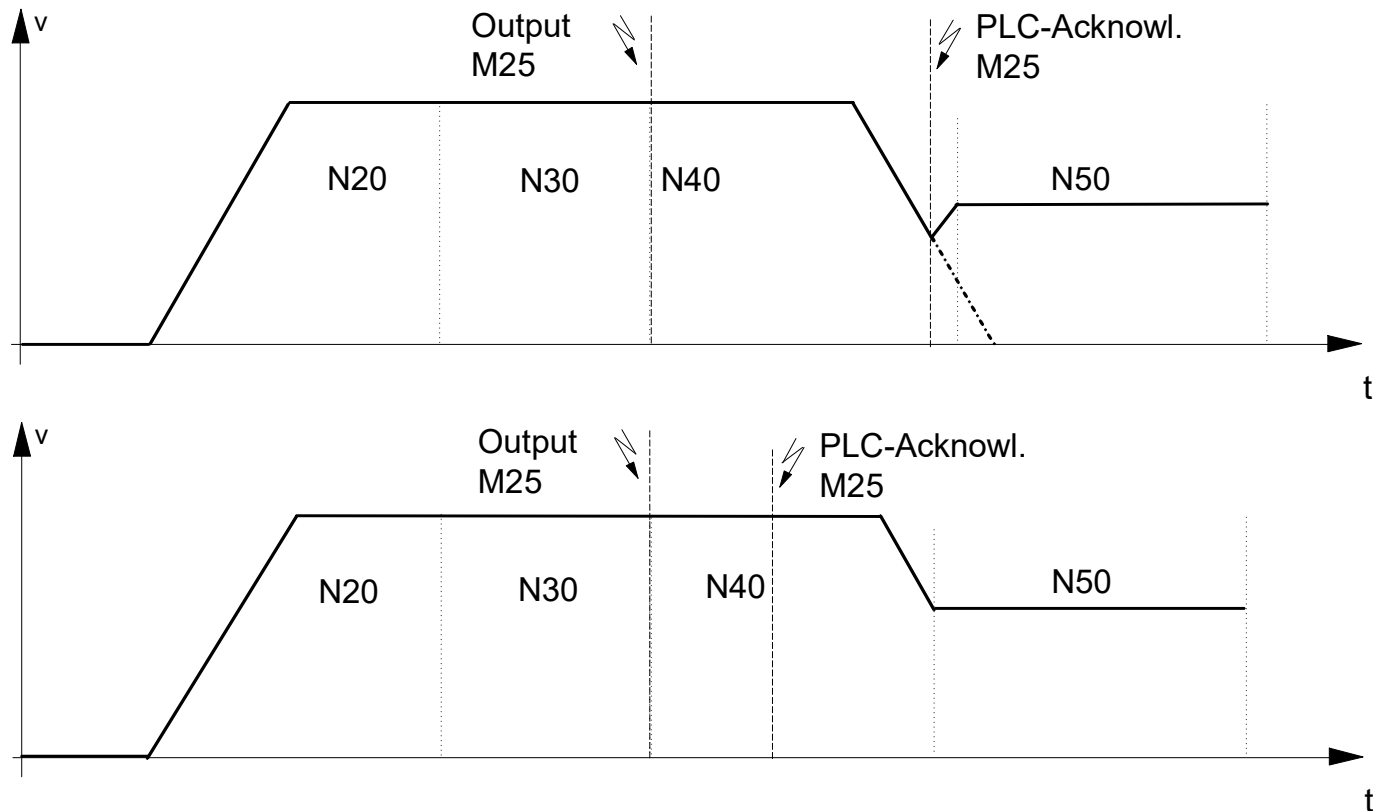 v
Output
M25
PLC-Acknowl.
M25
N20
N30
N40
N50
t
v
Output
M25
PLC-Acknowl.
M25
N20
N30
N40
N50
t